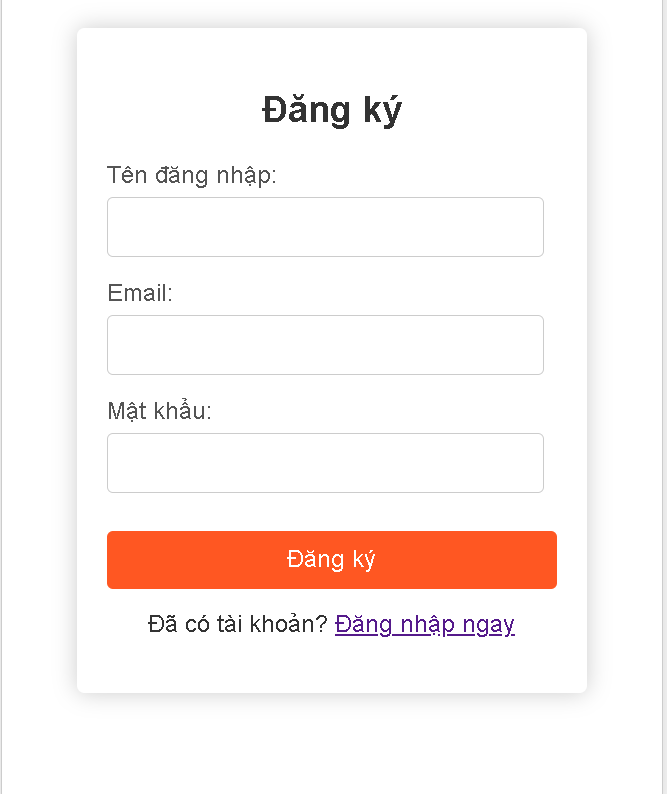 Đăng ký
Tên đăng nhập:
Email:
Mật khẩu:
Đăng ký
Đã có tài khoản? Đăng nhập ngay